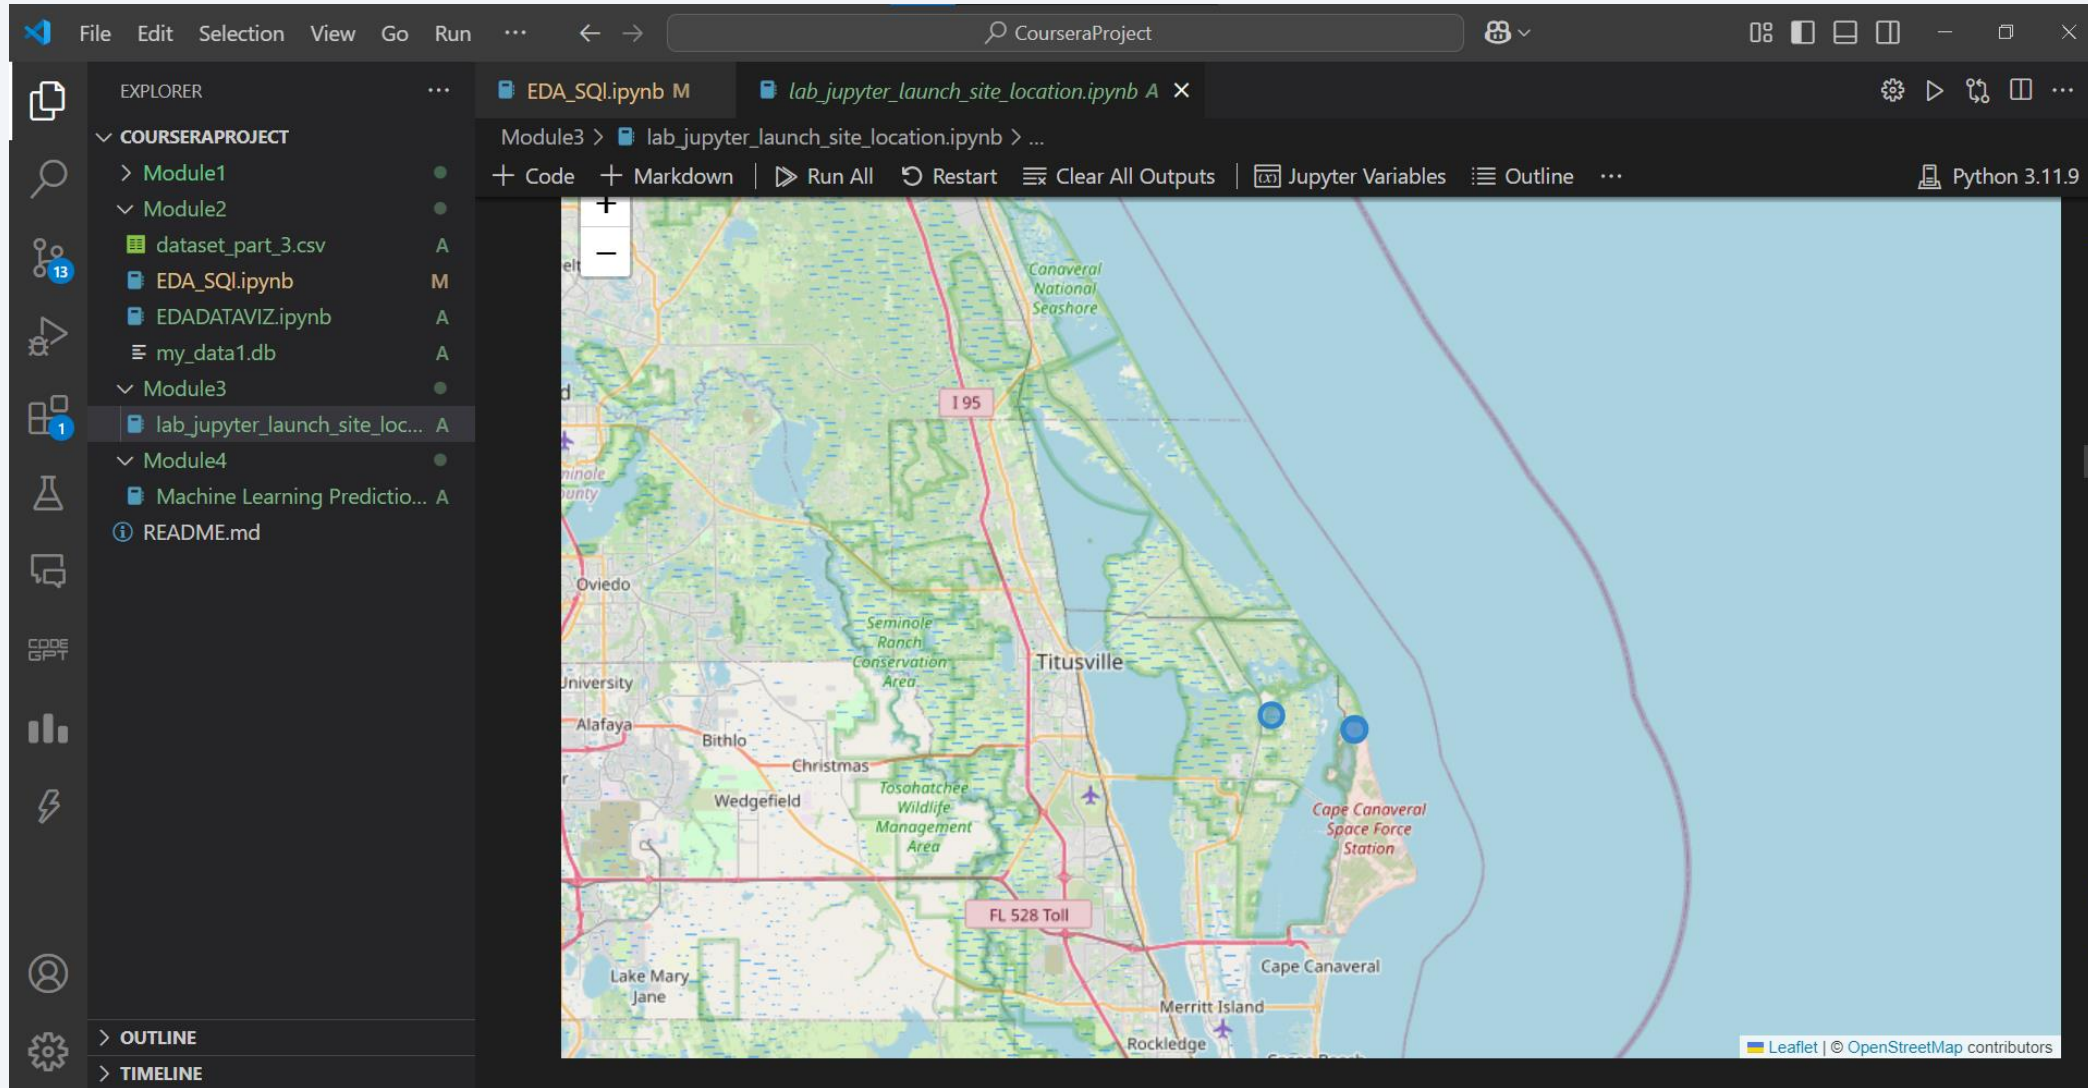 File Edit Selection View Go Run ··· ← → CourseraProject
EXPLORER ···
COURSERAPROJECT
Module1
Module2
dataset_part_3.csv A
EDA_SQl.ipynb M
EDADATAVIZ.ipynb A
my_data1.db A
Module3
lab_jupyter_launch_site_loc... A
Module4
Machine Learning Predictio... A
README.md
OUTLINE
TIMELINE
13
1
CODE
GPT
EDA_SQl.ipynb M
lab_jupyter_launch_site_location.ipynb A
Module3 > lab_jupyter_launch_site_location.ipynb > ...
+ Code + Markdown Run All Restart Clear All Outputs Jupyter Variables Outline ··· Python 3.11.9
+
−
Canaveral
National
Seashore
I 95
Oviedo
Seminole
Ranch
Conservation
Area
Titusville
University
Alafaya
Bithlo
Christmas
Wedgefield
Tosohatchee
Wildlife
Management
Area
Cape Canaveral
Space Force
Station
FL 528 Toll
Lake Mary
Jane
Cape Canaveral
Merritt Island
Rockledge
Leaflet | © OpenStreetMap contributors